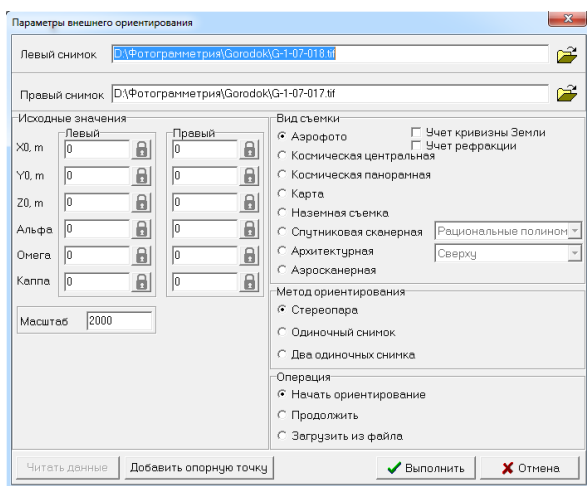 Параметры внешнего ориентирования
Левый снимок D:\Фотограмметрия\Gorodok\G-1-07-018.tif
Правый снимок D:\Фотограмметрия\Gorodok\G-1-07-017.tif
Исходные значения
Левый Правый
X0, m 0 0
Y0, m 0 0
Z0, m 0 0
Альфа 0 0
Омега 0 0
Каппа 0 0
Масштаб 2000
Вид съемки
Аэрофото Учет кривизны Земли
Учет рефракции
Космическая центральная
Космическая панорамная
Карта
Наземная съемка
Спутниковая сканерная Рациональные полином
Архитектурная Сверху
Аэросканерная
Метод ориентирования
Стереопара
Одиночный снимок
Два одиночных снимка
Операция
Начать ориентирование
Продолжить
Загрузить из файла
Читать данные Добавить опорную точку Выполнить Отмена